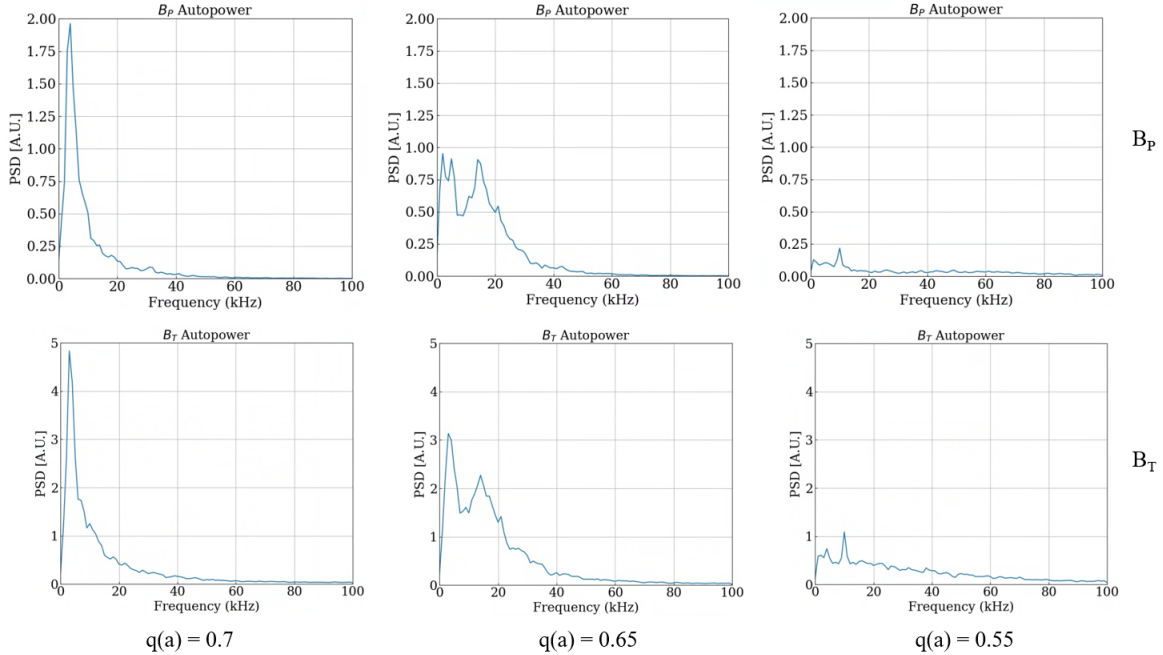 B_P Autopower
2.00
1.75
1.50
1.25
1.00
0.75
0.50
0.25
0.00
PSD [A.U.]
0 20 40 60 80 100
Frequency (kHz)
B_P Autopower
2.00
1.75
1.50
1.25
1.00
0.75
0.50
0.25
0.00
PSD [A.U.]
0 20 40 60 80 100
Frequency (kHz)
B_P Autopower
2.00
1.75
1.50
1.25
1.00
0.75
0.50
0.25
0.00
PSD [A.U.]
0 20 40 60 80 100
Frequency (kHz)
B_P
B_T Autopower
5
4
3
2
1
0
PSD [A.U.]
0 20 40 60 80 100
Frequency (kHz)
B_T Autopower
5
4
3
2
1
0
PSD [A.U.]
0 20 40 60 80 100
Frequency (kHz)
B_T Autopower
5
4
3
2
1
0
PSD [A.U.]
0 20 40 60 80 100
Frequency (kHz)
B_T
q(a) = 0.7
q(a) = 0.65
q(a) = 0.55